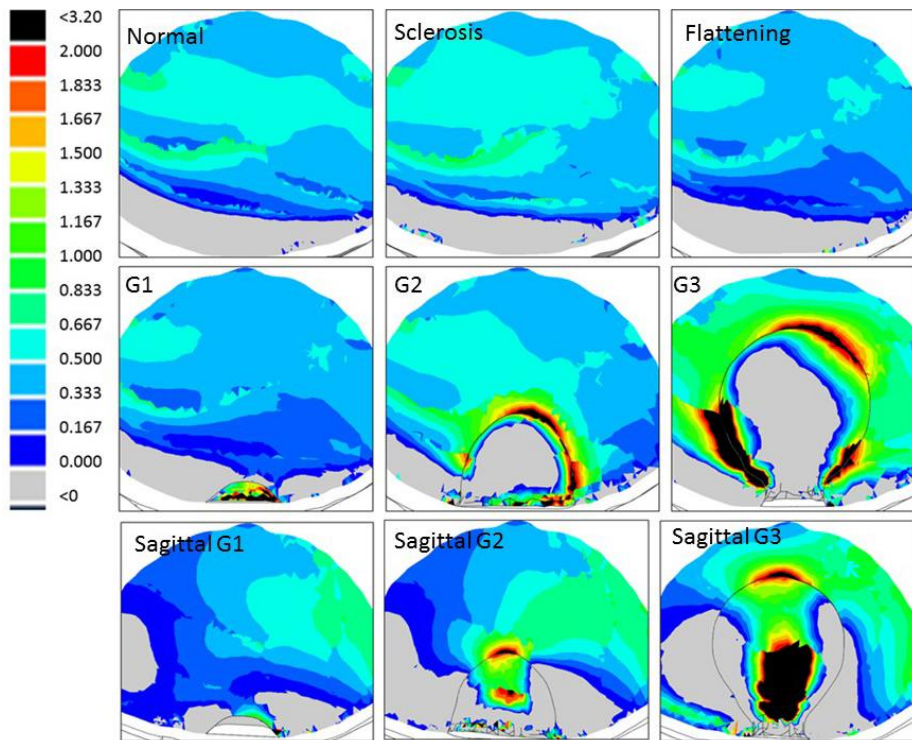 <3.20
2.000
1.833
1.667
1.500
1.333
1.167
1.000
0.833
0.667
0.500
0.333
0.167
0.000
<0
Normal
Sclerosis
Flattening
G1
G2
G3
Sagittal G1
Sagittal G2
Sagittal G3